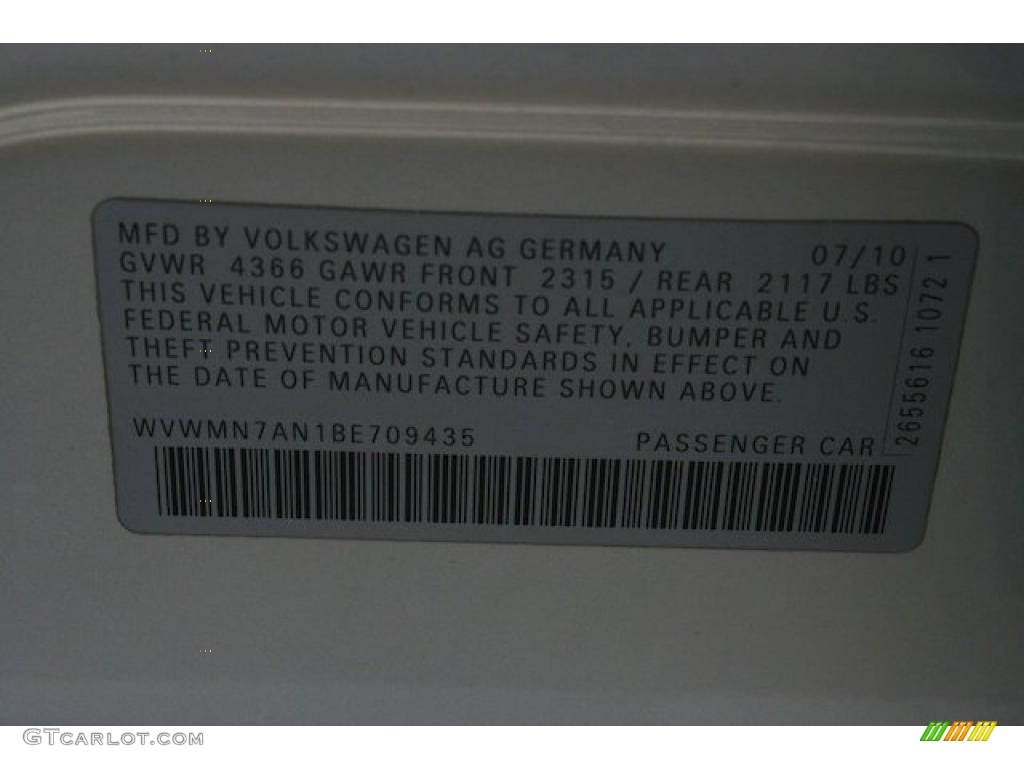 MFD BY VOLKSWAGEN AG GERMANY 07/10
GVWR 4366 GAWR FRONT 2315 / REAR 2117 LBS
THIS VEHICLE CONFORMS TO ALL APPLICABLE U.S.
FEDERAL MOTOR VEHICLE SAFETY, BUMPER AND
THEFT PREVENTION STANDARDS IN EFFECT ON
THE DATE OF MANUFACTURE SHOWN ABOVE.
WVWMN7AN1BE709435 PASSENGER CAR
2655616 1072 1
GTCARLOT.COM